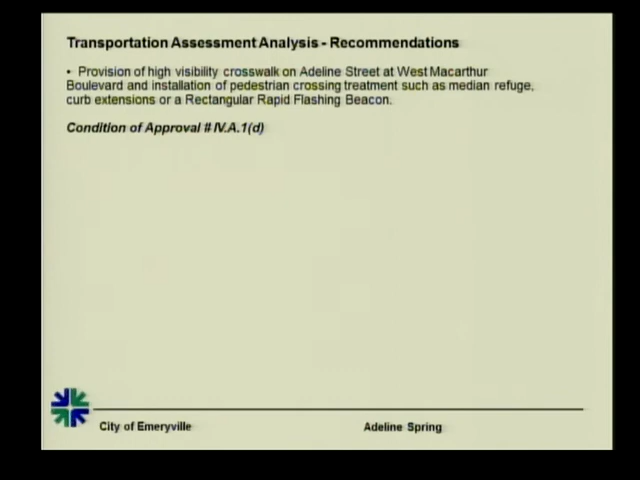 Transportation Assessment Analysis - Recommendations
• Provision of high visibility crosswalk on Adeline Street at West Macarthur
Boulevard and installation of pedestrian crossing treatment such as median refuge,
curb extensions or a Rectangular Rapid Flashing Beacon.
Condition of Approval # IV.A.1(d)
City of Emeryville
Adeline Spring